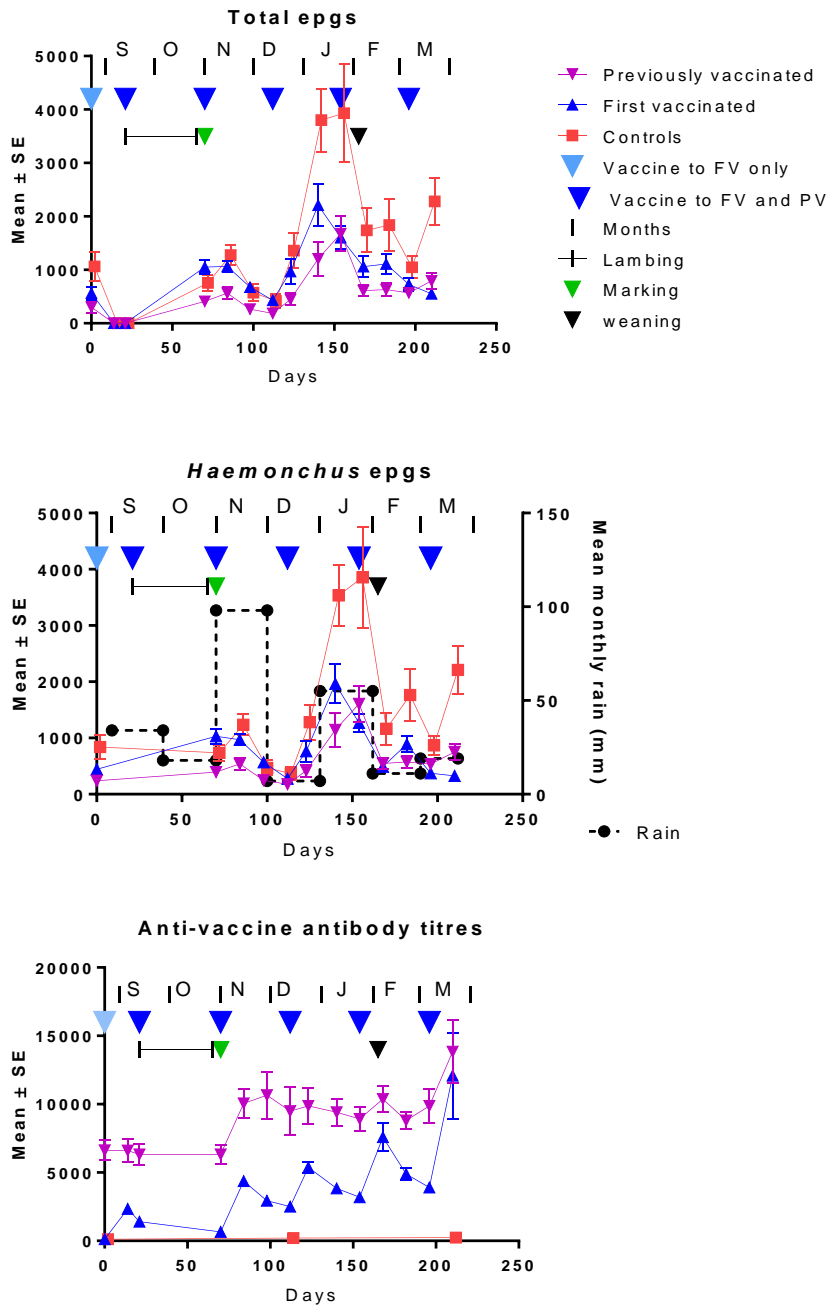 Total epgs
S O N D J F M
5000
4000
3000
2000
1000
0
Mean ± SE
0 50 100 150 200 250
Days
Previously vaccinated
First vaccinated
Controls
Vaccine to FV only
Vaccine to FV and PV
Months
Lambing
Marking
weaning
Haemonchus epgs
S O N D J F M
5000
4000
3000
2000
1000
0
Mean ± SE
150
100
50
0
Mean monthly rain (mm)
0 50 100 150 200 250
Days
Rain
Anti-vaccine antibody titres
S O N D J F M
20000
15000
10000
5000
0
Mean ± SE
0 50 100 150 200 250
Days